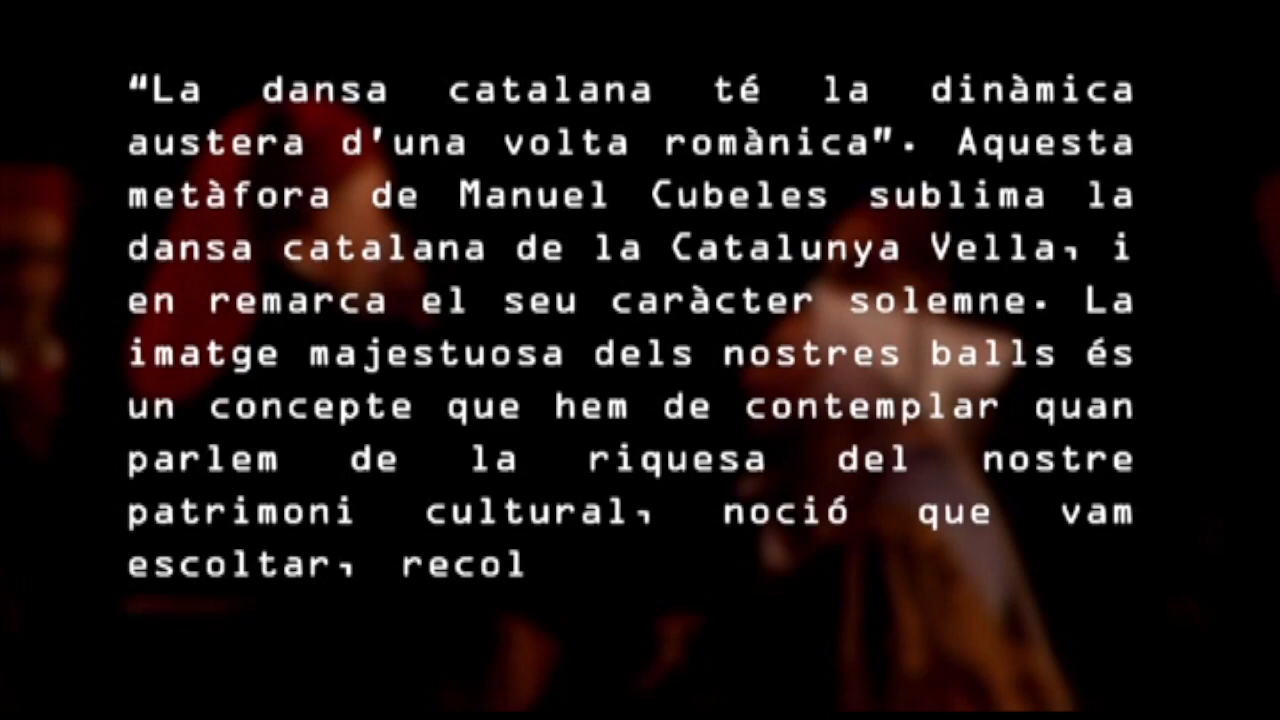 “La dansa catalana té la dinàmica
austera d'una volta romànica”. Aquesta
metàfora de Manuel Cubeles sublima la
dansa catalana de la Catalunya Vella, i
en remarca el seu caràcter solemne. La
imatge majestuosa dels nostres balls és
un concepte que hem de contemplar quan
parlem de la riquesa del nostre
patrimoni cultural, noció que vam
escoltar, recol